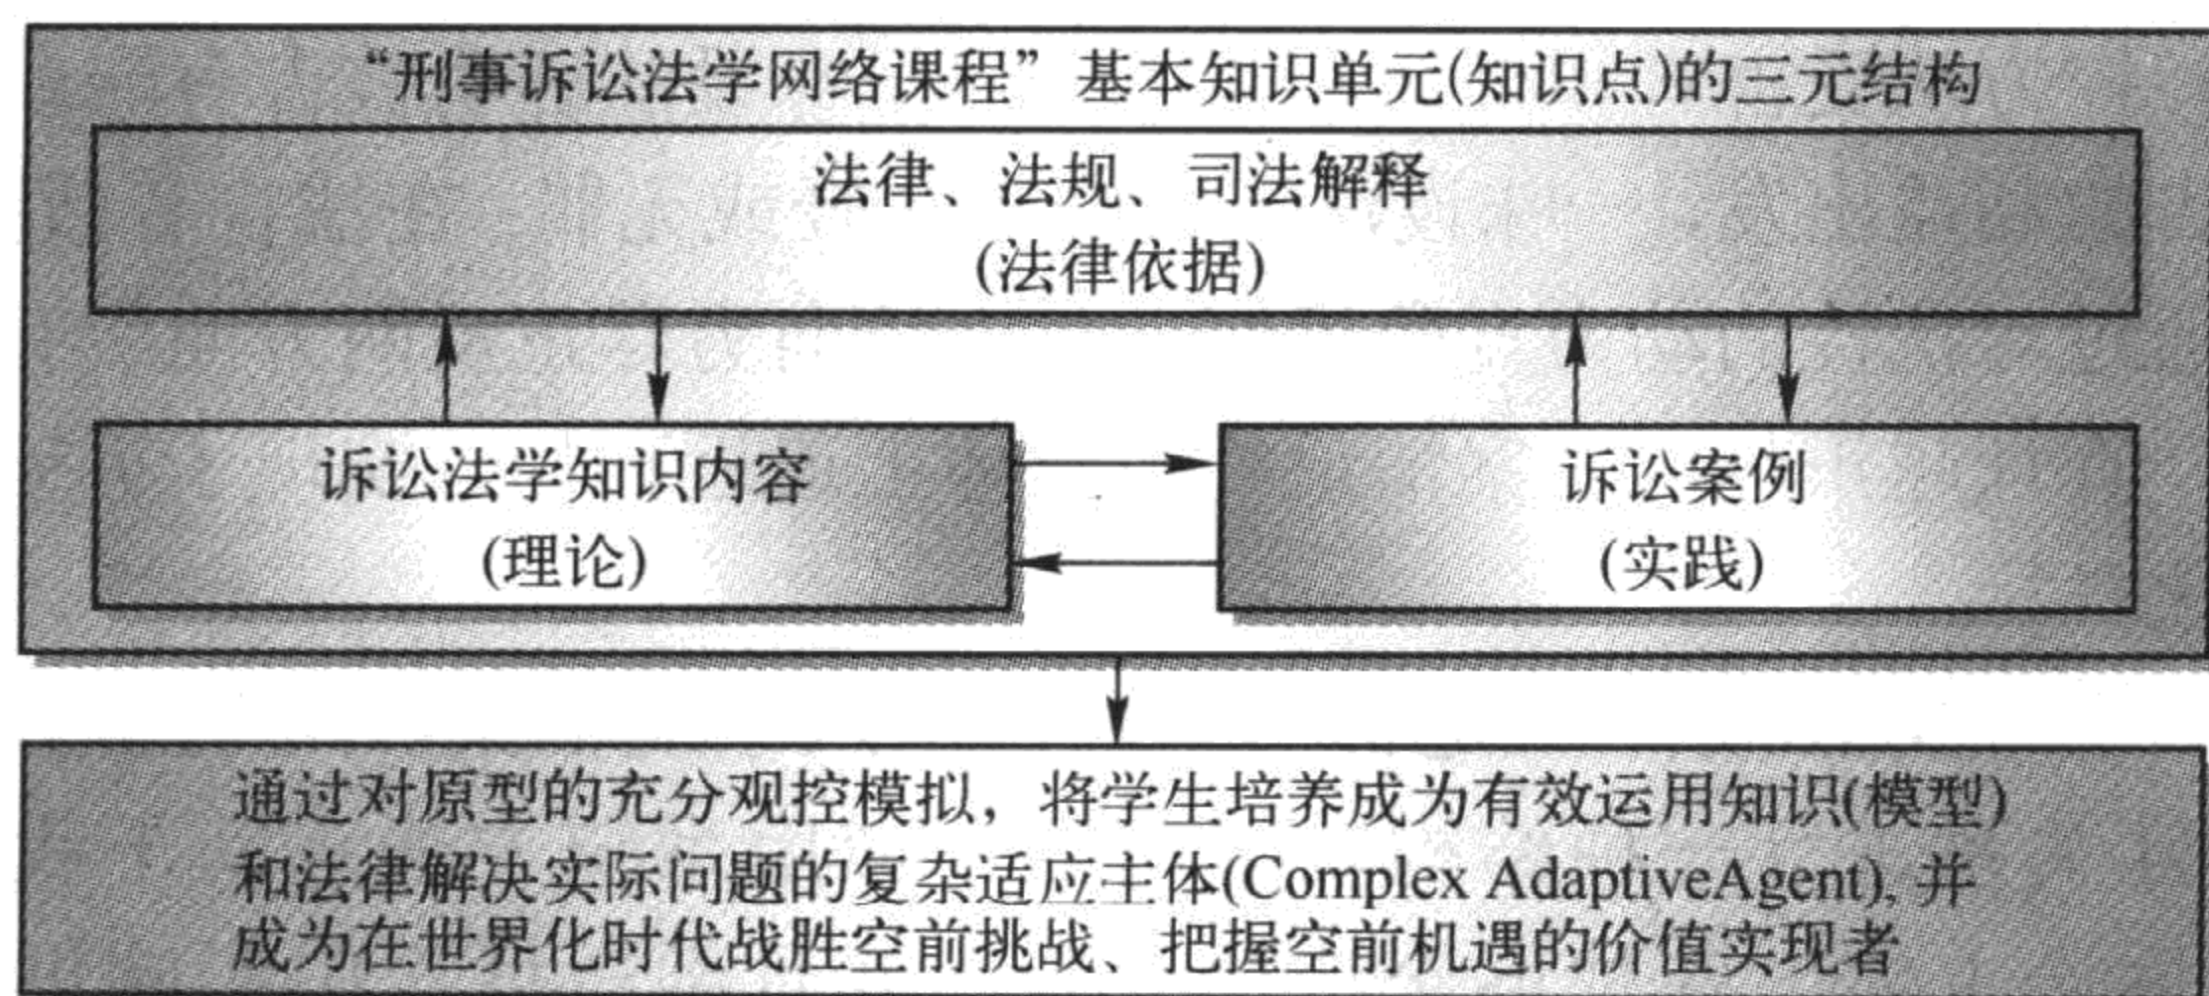 “刑事诉讼法学网络课程”基本知识单元(知识点)的三元结构
法律、法规、司法解释
(法律依据)
诉讼法学知识内容
(理论)
诉讼案例
(实践)
通过对原型的充分观控模拟，将学生培养成为有效运用知识(模型)
和法律解决实际问题的复杂适应主体(Complex AdaptiveAgent), 并
成为在世界化时代战胜空前挑战、把握空前机遇的价值实现者